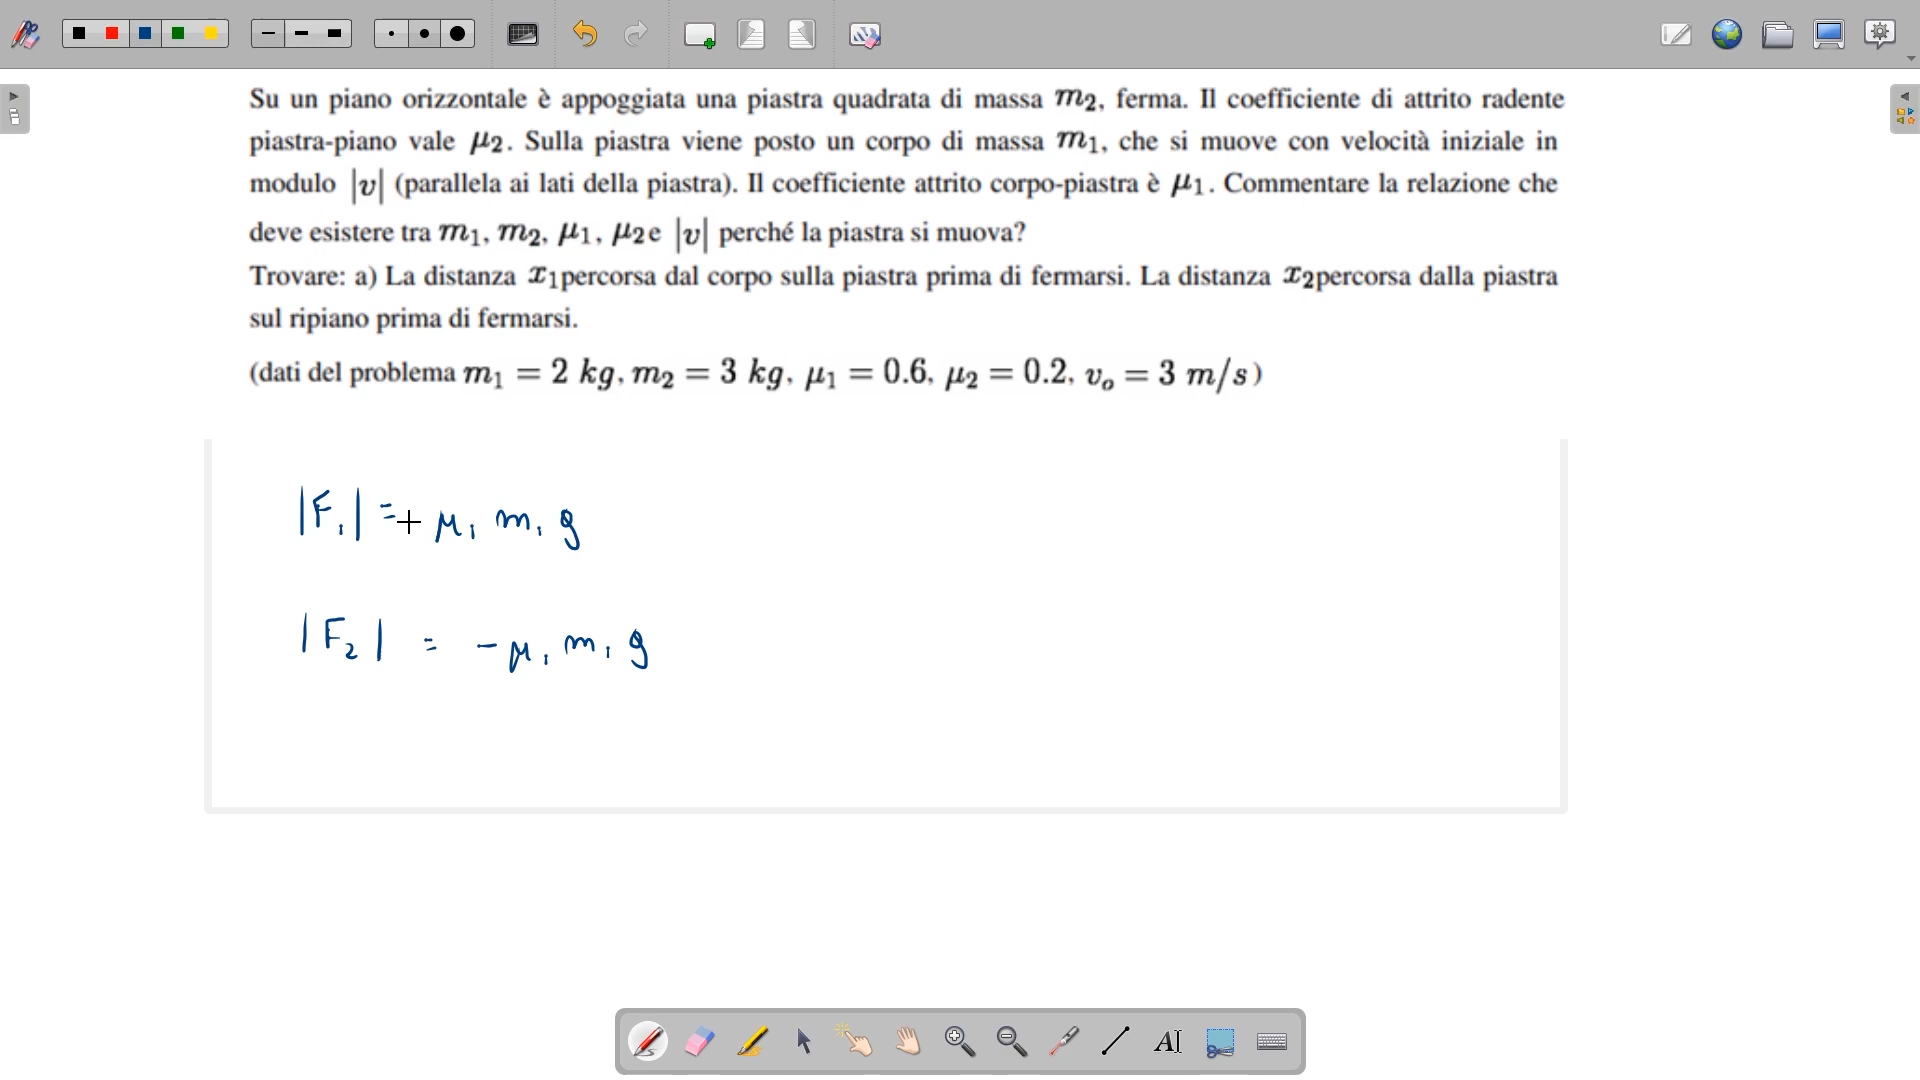 Su un piano orizzontale è appoggiata una piastra quadrata di massa m₂, ferma. Il coefficiente di attrito radente
piastra-piano vale μ₂. Sulla piastra viene posto un corpo di massa m₁, che si muove con velocità iniziale in
modulo |v| (parallela ai lati della piastra). Il coefficiente attrito corpo-piastra è μ₁. Commentare la relazione che
deve esistere tra m₁, m₂, μ₁, μ₂e |v| perché la piastra si muova?
Trovare: a) La distanza x₁percorsa dal corpo sulla piastra prima di fermarsi. La distanza x₂percorsa dalla piastra
sul ripiano prima di fermarsi.
(dati del problema m₁ = 2 kg, m₂ = 3 kg, μ₁ = 0.6, μ₂ = 0.2, vₒ = 3 m/s)
|F₁| = μ₁ m₁ g
|F₂| = -μ₁ m₁ g